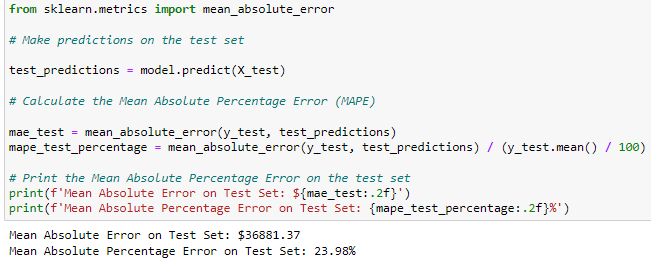 from sklearn.metrics import mean_absolute_error
# Make predictions on the test set
test_predictions = model.predict(X_test)
# Calculate the Mean Absolute Percentage Error (MAPE)
mae_test = mean_absolute_error(y_test, test_predictions)
mape_test_percentage = mean_absolute_error(y_test, test_predictions) / (y_test.mean() / 100)
# Print the Mean Absolute Percentage Error on the test set
print(f'Mean Absolute Error on Test Set: ${mae_test:.2f}')
print(f'Mean Absolute Percentage Error on Test Set: {mape_test_percentage:.2f}%')
Mean Absolute Error on Test Set: $36881.37
Mean Absolute Percentage Error on Test Set: 23.98%